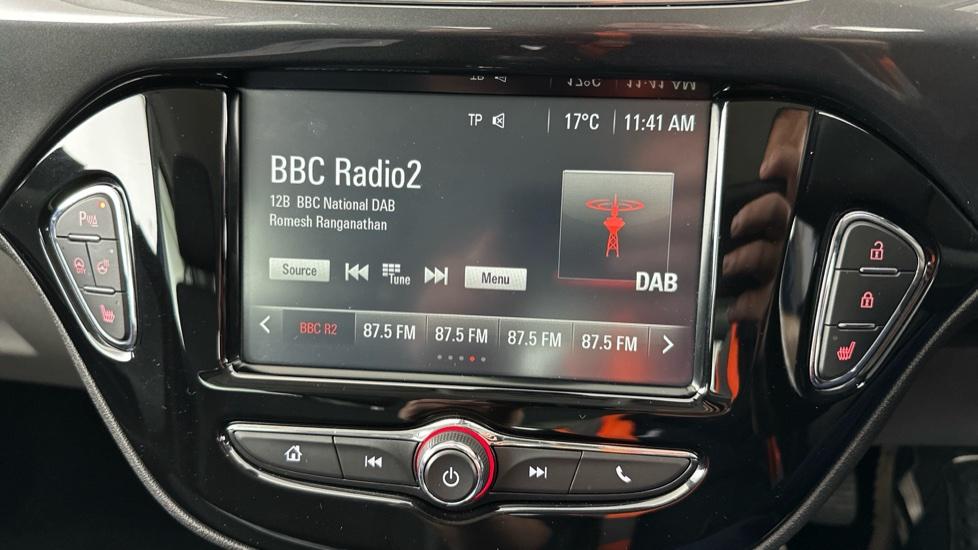 TP 17°C 11:41 AM
BBC Radio2
12B BBC National DAB
Romesh Ranganathan
DAB
Source Tune Menu
BBC R2 87.5 FM 87.5 FM 87.5 FM 87.5 FM